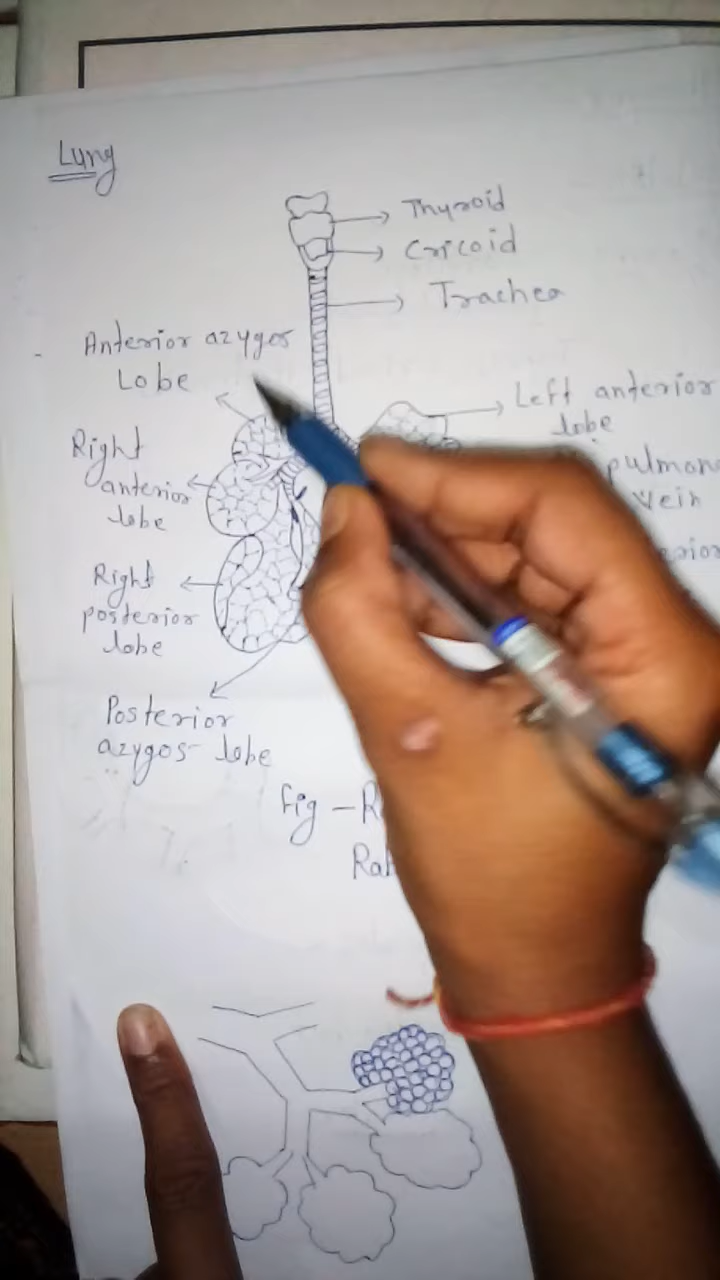 Lung
Thyroid
Cricoid
Trachea
Anterior azygos
Lobe
Left anterior
lobe
Right
anterior
lobe
vein
Right
posterior
lobe
Posterior
azygos lobe
Fig –